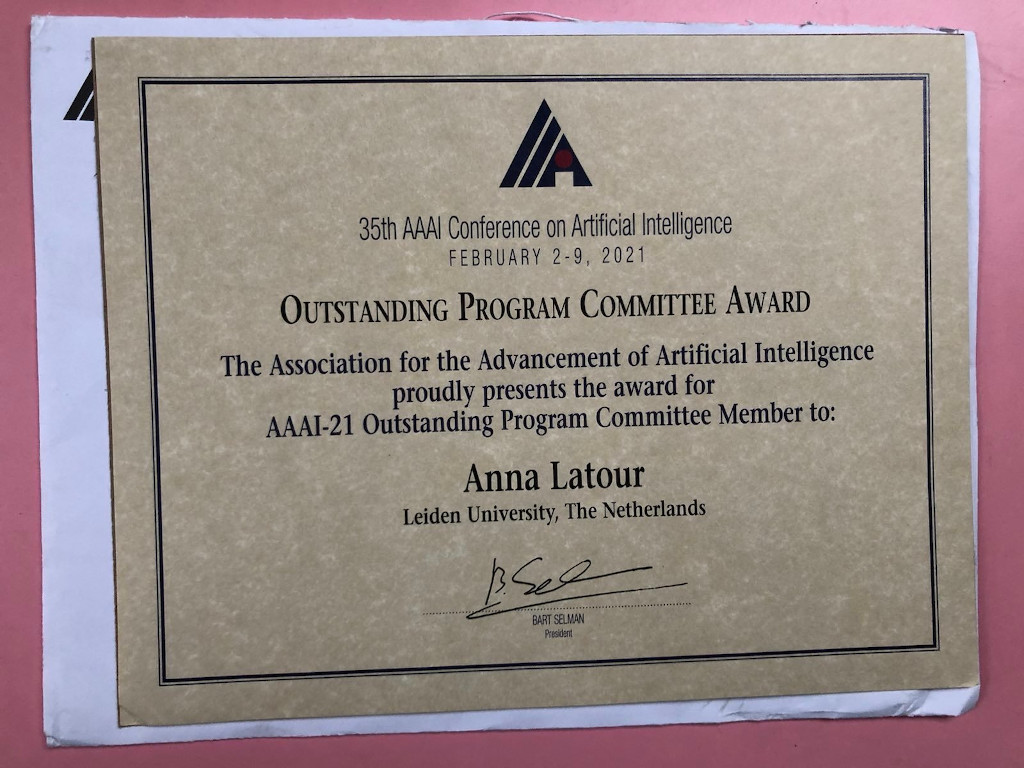 35th AAAI Conference on Artificial Intelligence
FEBRUARY 2-9, 2021
OUTSTANDING PROGRAM COMMITTEE AWARD
The Association for the Advancement of Artificial Intelligence
proudly presents the award for
AAAI-21 Outstanding Program Committee Member to:
Anna Latour
Leiden University, The Netherlands
B. Selman
BART SELMAN
President